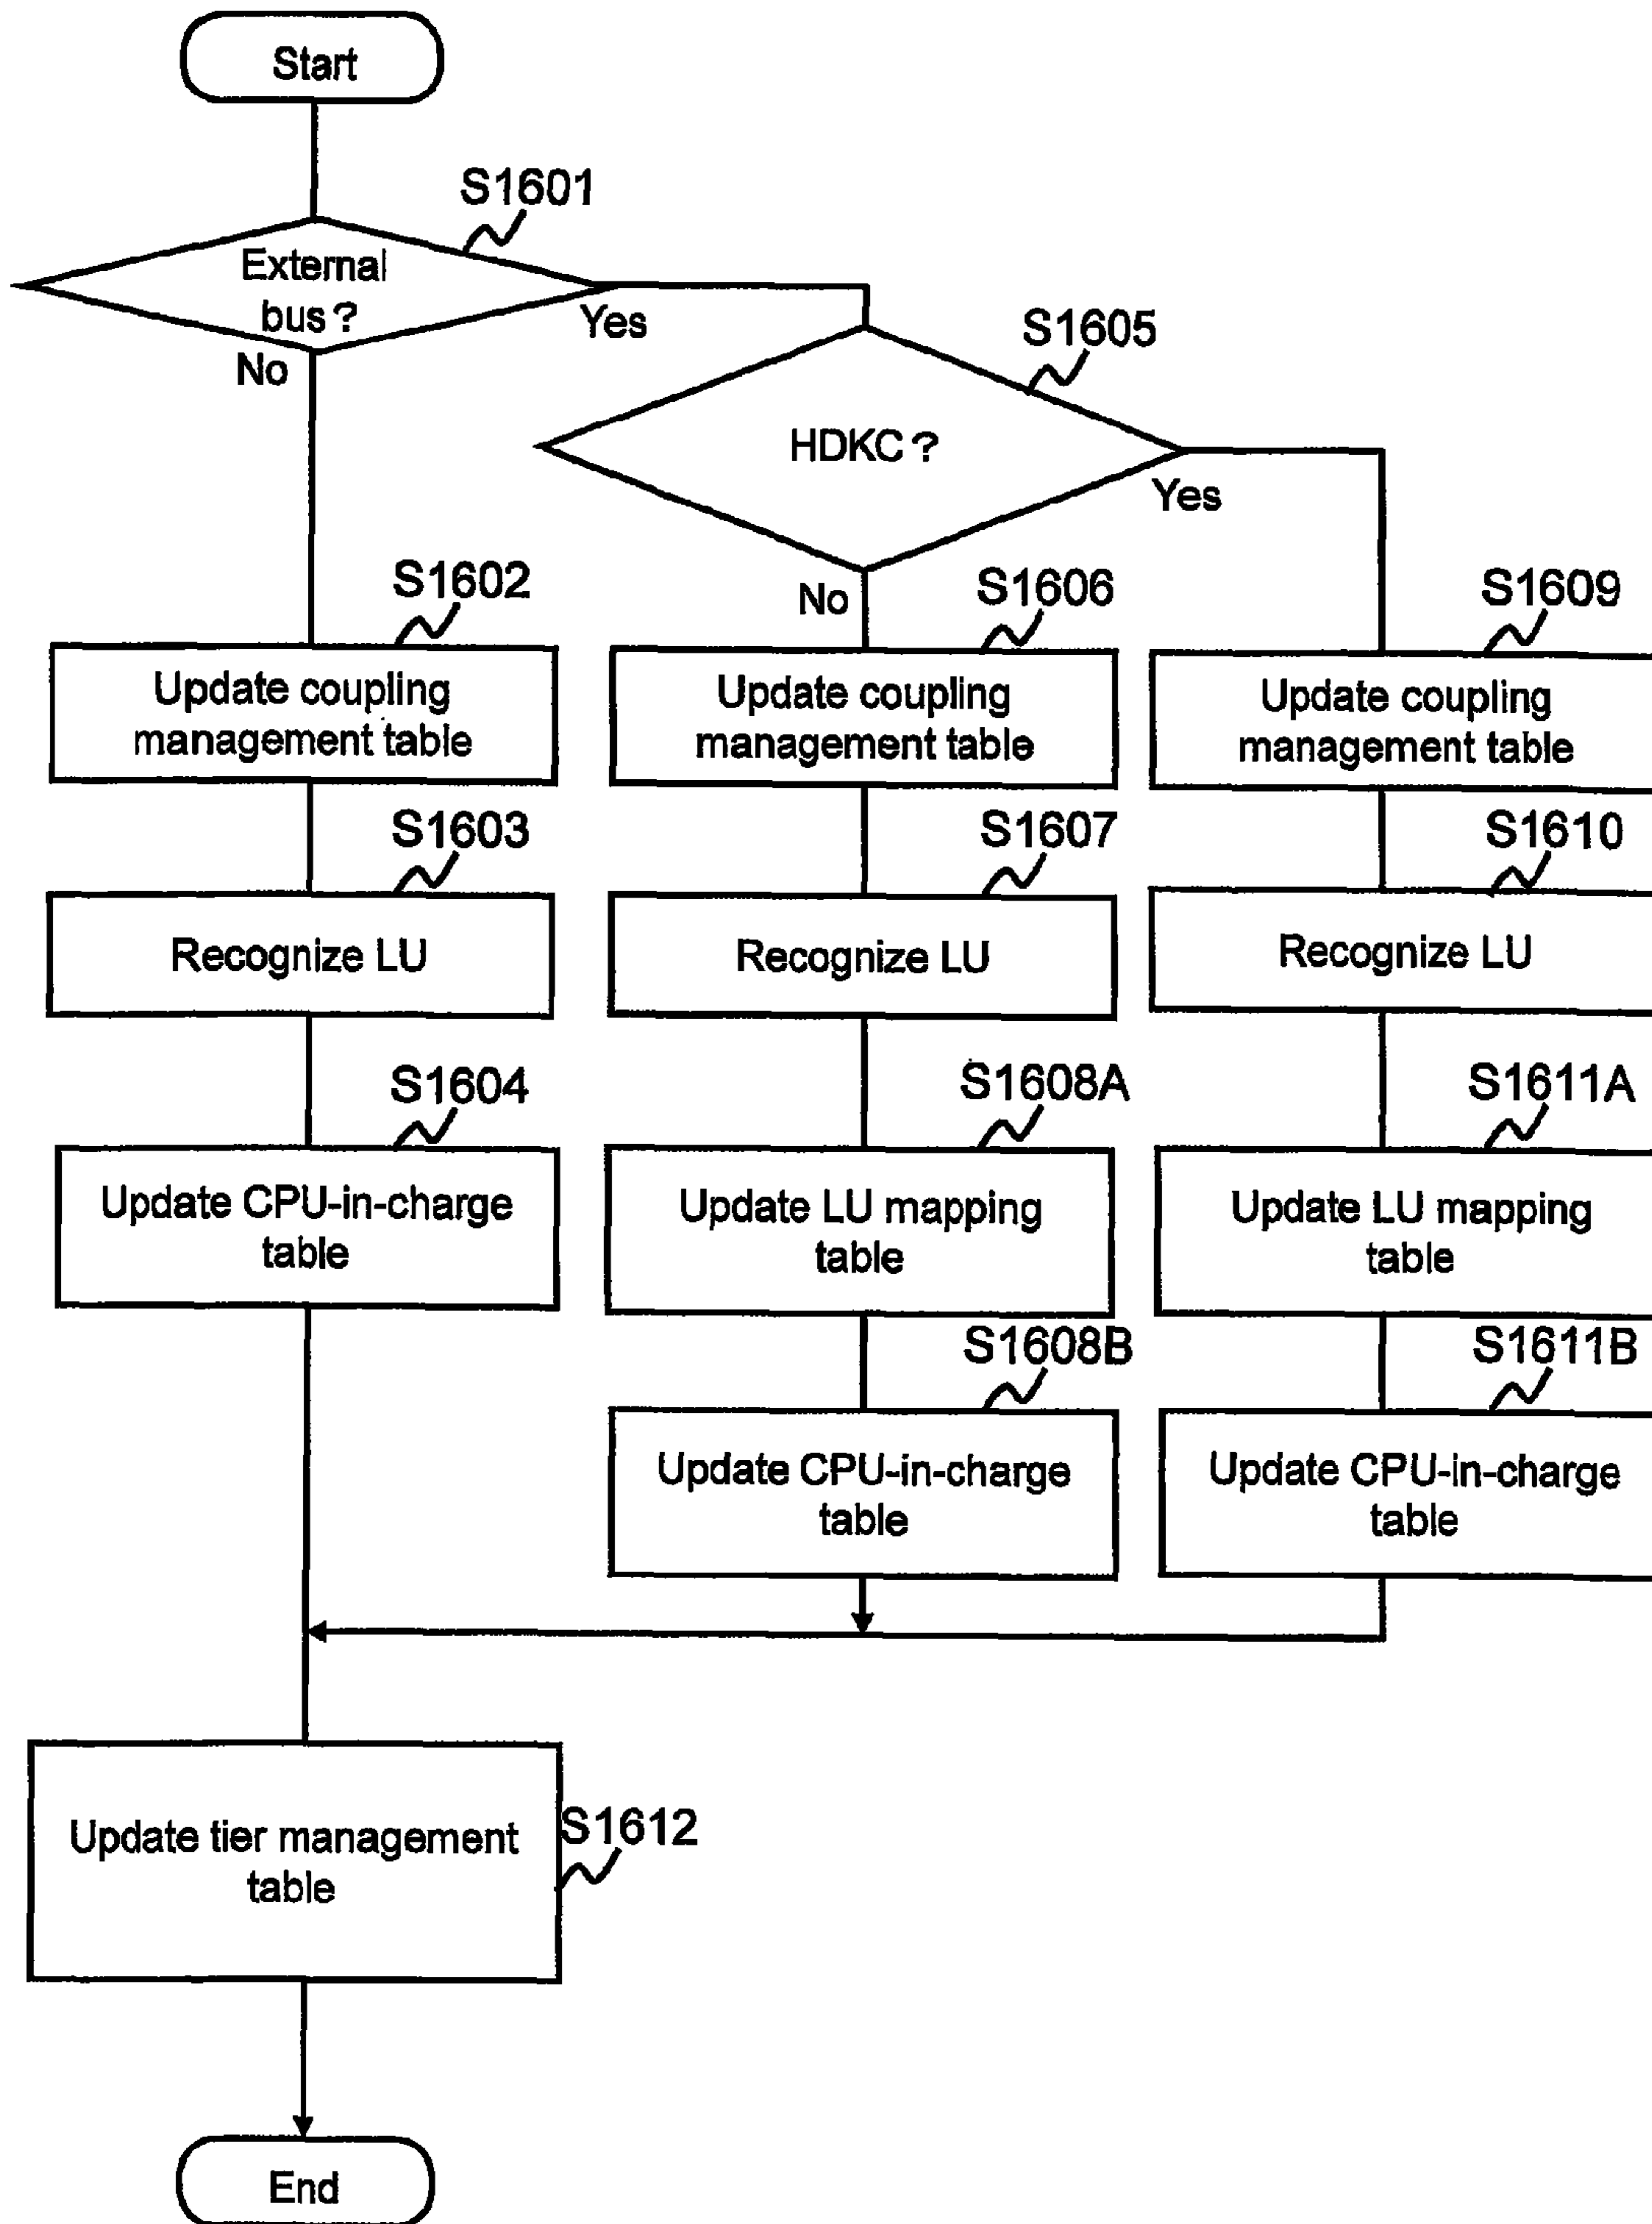 Start
S1601
External
bus?
Yes
No
S1605
HDKC?
Yes
No
S1602
Update coupling
management table
S1603
Recognize LU
S1604
Update CPU-in-charge
table
S1606
Update coupling
management table
S1607
Recognize LU
S1608A
Update LU mapping
table
S1608B
Update CPU-in-charge
table
S1609
Update coupling
management table
S1610
Recognize LU
S1611A
Update LU mapping
table
S1611B
Update CPU-in-charge
table
Update tier management
table
S1612
End